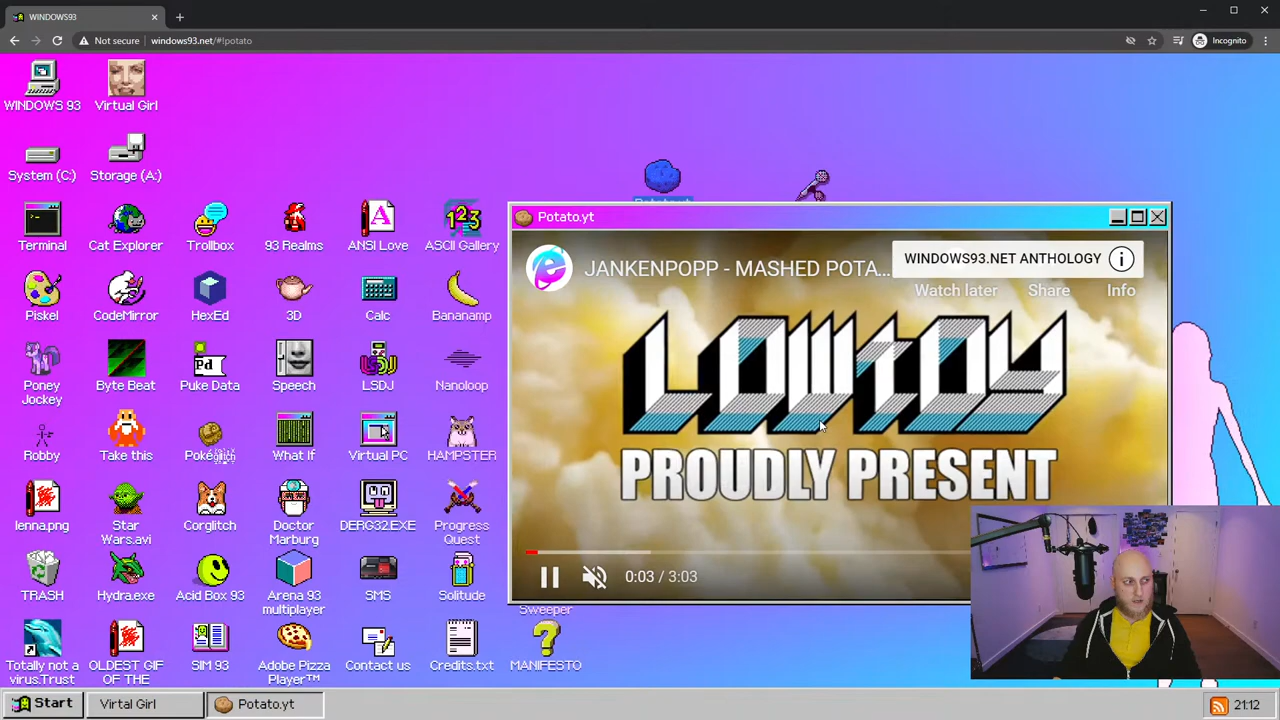 WINDOWS93
Not secure
windows93.net/#!potato
Incognito
WINDOWS 93
Virtual Girl
System (C:)
Storage (A:)
Terminal
Cat Explorer
Trollbox
93 Realms
ANSI Love
ASCII Gallery
Piskel
CodeMirror
HexEd
3D
Calc
Bananamp
Poney
Jockey
Byte Beat
Puke Data
Speech
LSDJ
Nanoloop
Robby
Take this
What If
Virtual PC
HAMPSTER
lenna.png
Star
Wars.avi
Corglitch
Doctor
Marburg
DERG32.EXE
Progress
Quest
TRASH
Hydra.exe
Acid Box 93
Arena 93
multiplayer
SMS
Solitude
Sweeper
Totally not a
virus.Trust
OLDEST GIF
OF THE
SIM 93
Adobe Pizza
Player™
Contact us
Credits.txt
MANIFESTO
Potato.yt
JANKENPOPP - MASHED POTA...
WINDOWS93.NET ANTHOLOGY
Watch later
Share
Info
PROUDLY PRESENT
0:03 / 3:03
Start
Virtal Girl
Potato.yt
21:12